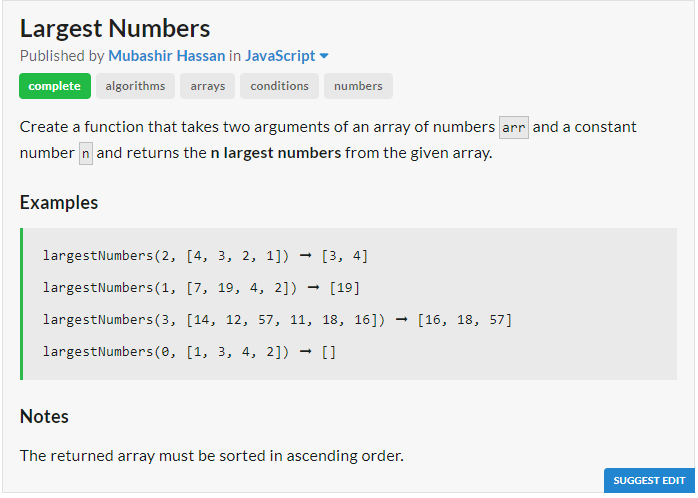 Largest Numbers
Published by Mubashir Hassan in JavaScript
complete algorithms arrays conditions numbers
Create a function that takes two arguments of an array of numbers arr and a constant
number n and returns the n largest numbers from the given array.
Examples
largestNumbers(2, [4, 3, 2, 1]) ➞ [3, 4]
largestNumbers(1, [7, 19, 4, 2]) ➞ [19]
largestNumbers(3, [14, 12, 57, 11, 18, 16]) ➞ [16, 18, 57]
largestNumbers(0, [1, 3, 4, 2]) ➞ []
Notes
The returned array must be sorted in ascending order.
SUGGEST EDIT